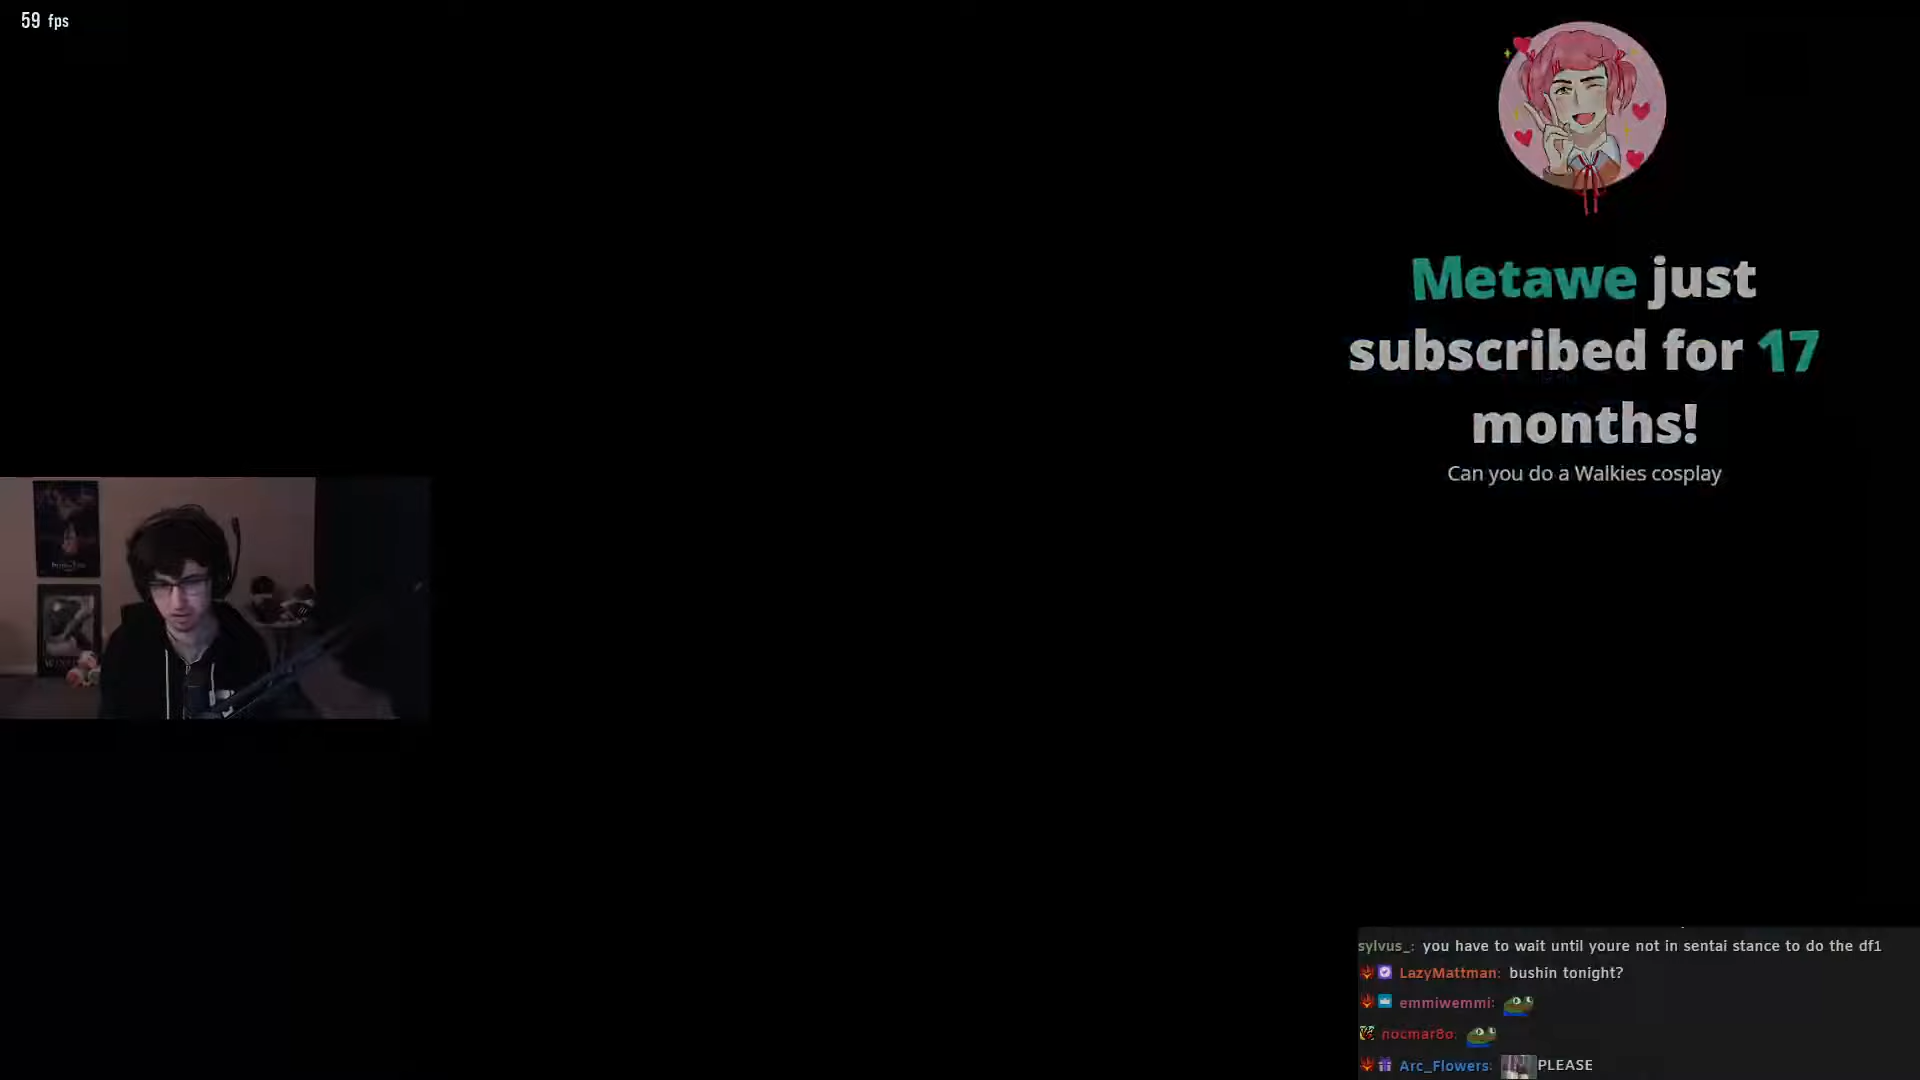 59 fps
Metawe just
subscribed for 17
months!
Can you do a Walkies cosplay
sylvus_: you have to wait until youre not in sentai stance to do the df1
LazyMattman: bushin tonight?
emmiwemmi:
nocmar8o:
Arc_Flowers: PLEASE